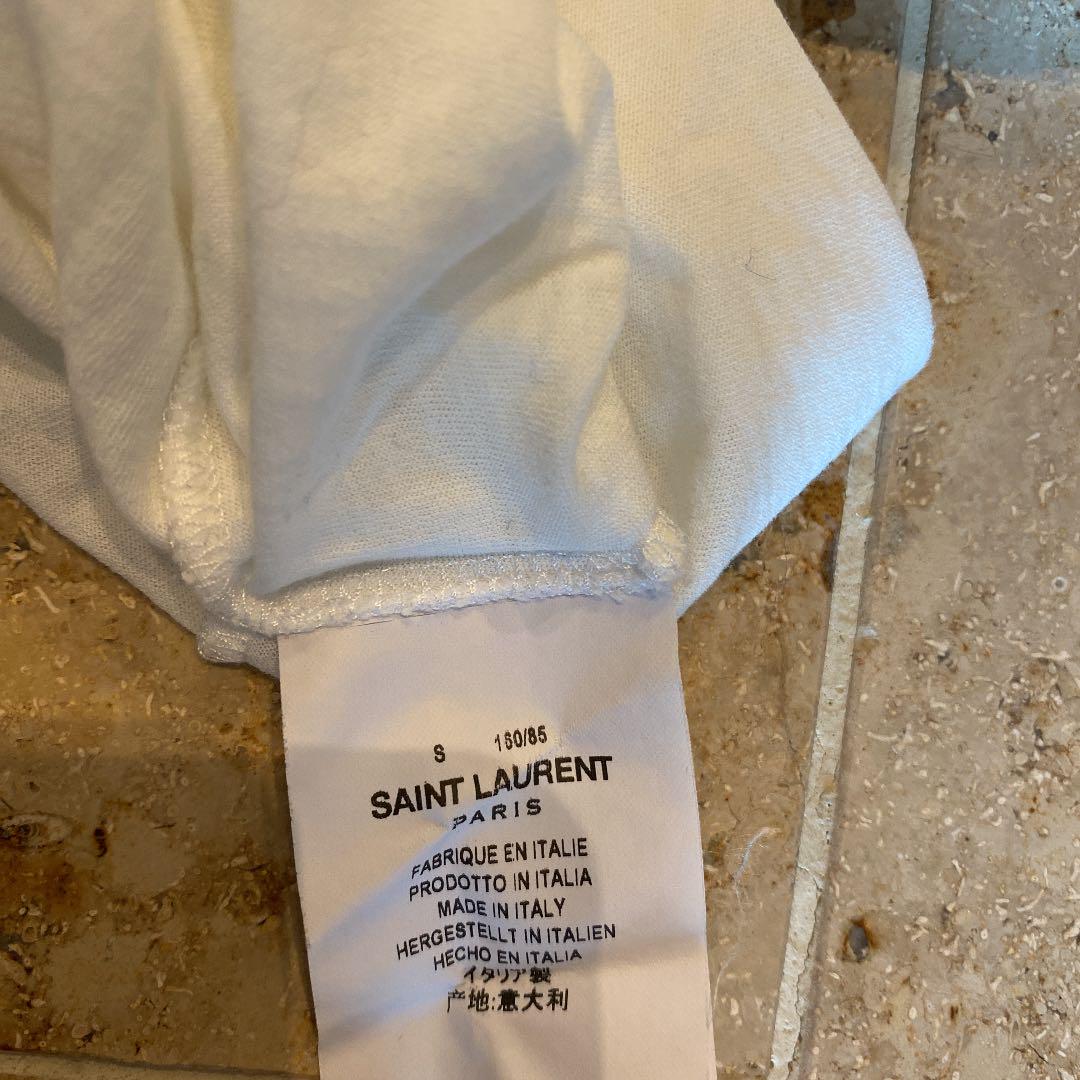 S 160/85
SAINT LAURENT
PARIS
FABRIQUE EN ITALIE
PRODOTTO IN ITALIA
MADE IN ITALY
HERGESTELLT IN ITALIEN
HECHO EN ITALIA
イタリア製
产地:意大利